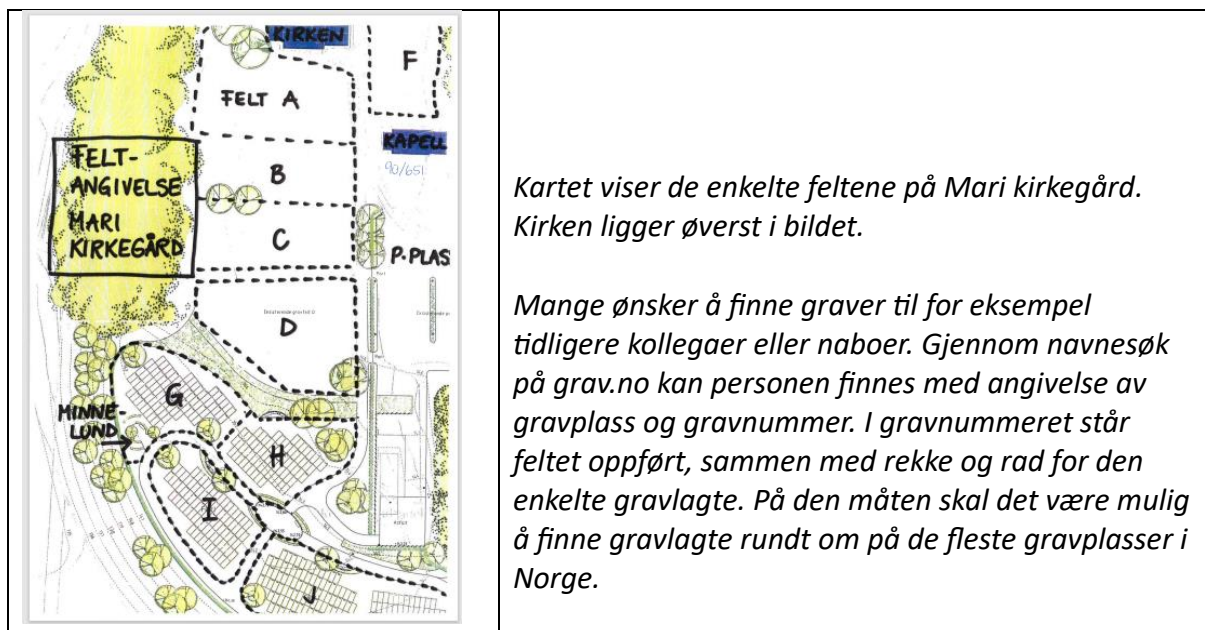 KIRKEN
F
FELT A
KAPELL
90/651
FELT-
ANGIVELSE
MARI
KIRKEGÅRD
B
C
P.PLAS
D
G
MINNE-
LUND
H
I
J
Kartet viser de enkelte feltene på Mari kirkegård.
Kirken ligger øverst i bildet.
Mange ønsker å finne graver til for eksempel
tidligere kollegaer eller naboer. Gjennom navnesøk
på grav.no kan personen finnes med angivelse av
gravplass og gravnummer. I gravnummeret står
feltet oppført, sammen med rekke og rad for den
enkelte gravlagte. På den måten skal det være mulig
å finne gravlagte rundt om på de fleste gravplasser i
Norge.